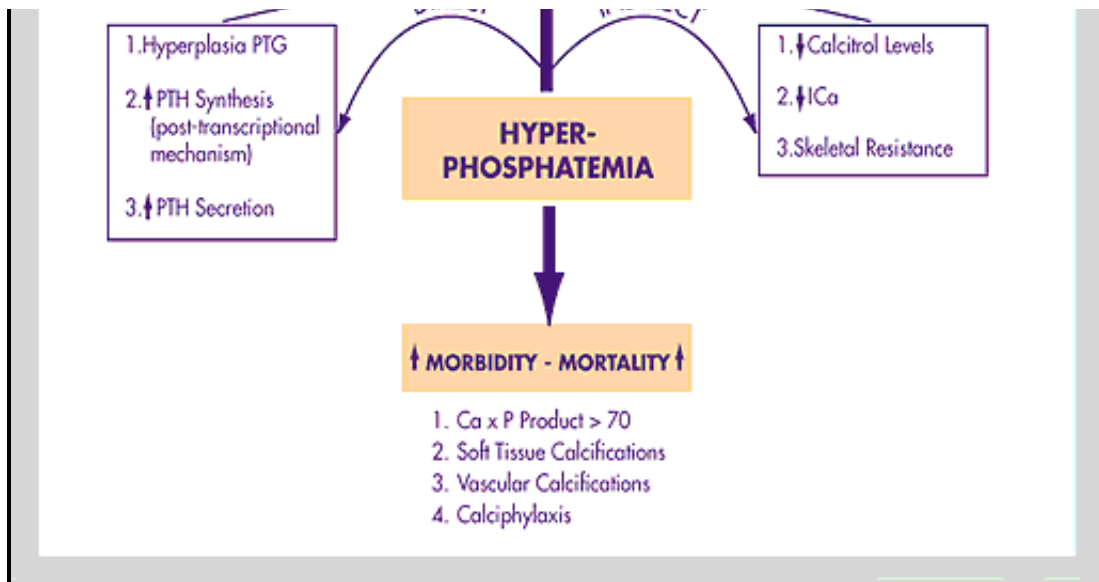 1.Hyperplasia PTG
2.↑PTH Synthesis
(post-transcriptional
mechanism)
3.↑PTH Secretion
1.↓Calcitrol Levels
2.↓ICa
3.Skeletal Resistance
HYPER-
PHOSPHATEMIA
↑MORBIDITY - MORTALITY↑
1. Ca x P Product > 70
2. Soft Tissue Calcifications
3. Vascular Calcifications
4. Calciphylaxis